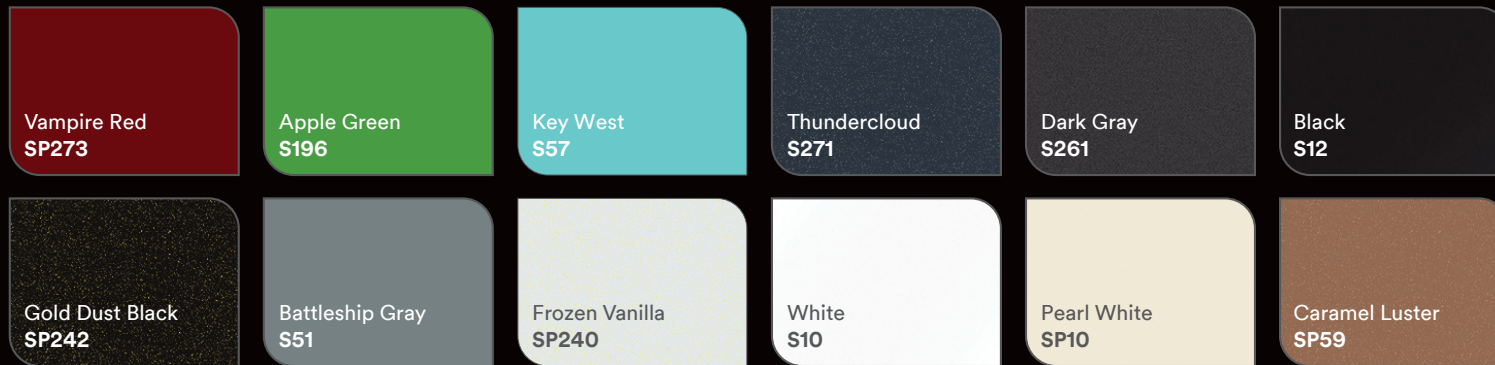 Vampire Red
SP273
Apple Green
S196
Key West
S57
Thundercloud
S271
Dark Gray
S261
Black
S12
Gold Dust Black
SP242
Battleship Gray
S51
Frozen Vanilla
SP240
White
S10
Pearl White
SP10
Caramel Luster
SP59